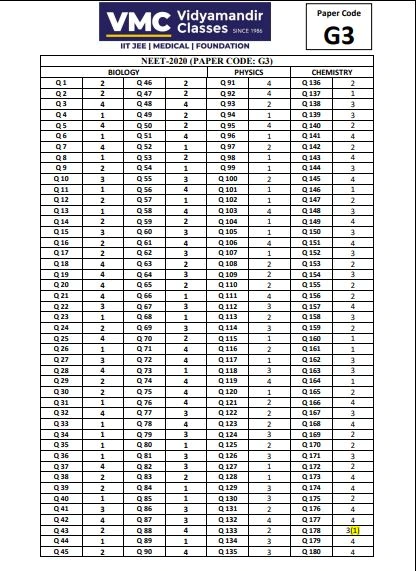 VMC Vidyamandir Classes SINCE 1986
IIT JEE | MEDICAL | FOUNDATION
Paper Code
G3
NEET-2020 (PAPER CODE: G3)
BIOLOGY PHYSICS CHEMISTRY
Q 1 2 Q 46 2 Q 91 4 Q 136 2
Q 2 2 Q 47 2 Q 92 4 Q 137 1
Q 3 4 Q 48 4 Q 93 2 Q 138 3
Q 4 1 Q 49 2 Q 94 1 Q 139 3
Q 5 4 Q 50 2 Q 95 4 Q 140 2
Q 6 1 Q 51 4 Q 96 1 Q 141 4
Q 7 4 Q 52 1 Q 97 2 Q 142 2
Q 8 1 Q 53 2 Q 98 1 Q 143 4
Q 9 2 Q 54 1 Q 99 1 Q 144 3
Q 10 3 Q 55 3 Q 100 2 Q 145 4
Q 11 1 Q 56 4 Q 101 1 Q 146 1
Q 12 2 Q 57 1 Q 102 1 Q 147 2
Q 13 1 Q 58 4 Q 103 4 Q 148 3
Q 14 2 Q 59 2 Q 104 1 Q 149 4
Q 15 3 Q 60 3 Q 105 1 Q 150 3
Q 16 2 Q 61 4 Q 106 4 Q 151 4
Q 17 2 Q 62 3 Q 107 1 Q 152 3
Q 18 4 Q 63 2 Q 108 2 Q 153 2
Q 19 4 Q 64 3 Q 109 2 Q 154 3
Q 20 4 Q 65 2 Q 110 2 Q 155 2
Q 21 4 Q 66 1 Q 111 4 Q 156 2
Q 22 3 Q 67 3 Q 112 3 Q 157 4
Q 23 1 Q 68 1 Q 113 2 Q 158 3
Q 24 2 Q 69 3 Q 114 3 Q 159 2
Q 25 4 Q 70 2 Q 115 1 Q 160 1
Q 26 1 Q 71 4 Q 116 2 Q 161 1
Q 27 3 Q 72 4 Q 117 1 Q 162 3
Q 28 4 Q 73 1 Q 118 3 Q 163 3
Q 29 2 Q 74 4 Q 119 4 Q 164 1
Q 30 2 Q 75 4 Q 120 1 Q 165 2
Q 31 1 Q 76 4 Q 121 2 Q 166 4
Q 32 4 Q 77 3 Q 122 2 Q 167 3
Q 33 1 Q 78 4 Q 123 2 Q 168 4
Q 34 1 Q 79 3 Q 124 3 Q 169 2
Q 35 1 Q 80 1 Q 125 2 Q 170 2
Q 36 1 Q 81 3 Q 126 3 Q 171 3
Q 37 4 Q 82 3 Q 127 1 Q 172 2
Q 38 2 Q 83 2 Q 128 1 Q 173 4
Q 39 2 Q 84 1 Q 129 3 Q 174 4
Q 40 1 Q 85 1 Q 130 3 Q 175 2
Q 41 3 Q 86 3 Q 131 2 Q 176 4
Q 42 4 Q 87 3 Q 132 4 Q 177 4
Q 43 2 Q 88 4 Q 133 2 Q 178 3(1)
Q 44 1 Q 89 1 Q 134 3 Q 179 4
Q 45 2 Q 90 4 Q 135 3 Q 180 4